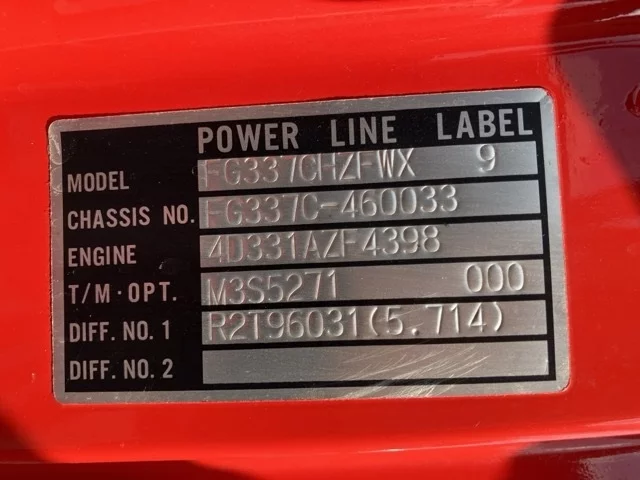 POWER LINE LABEL
MODEL FG337CHZFWX 9
CHASSIS NO. FG337C-460033
ENGINE 4D331AZF4398
T/M·OPT. M3S5271 000
DIFF. NO. 1 R2T96031(5.714)
DIFF. NO. 2